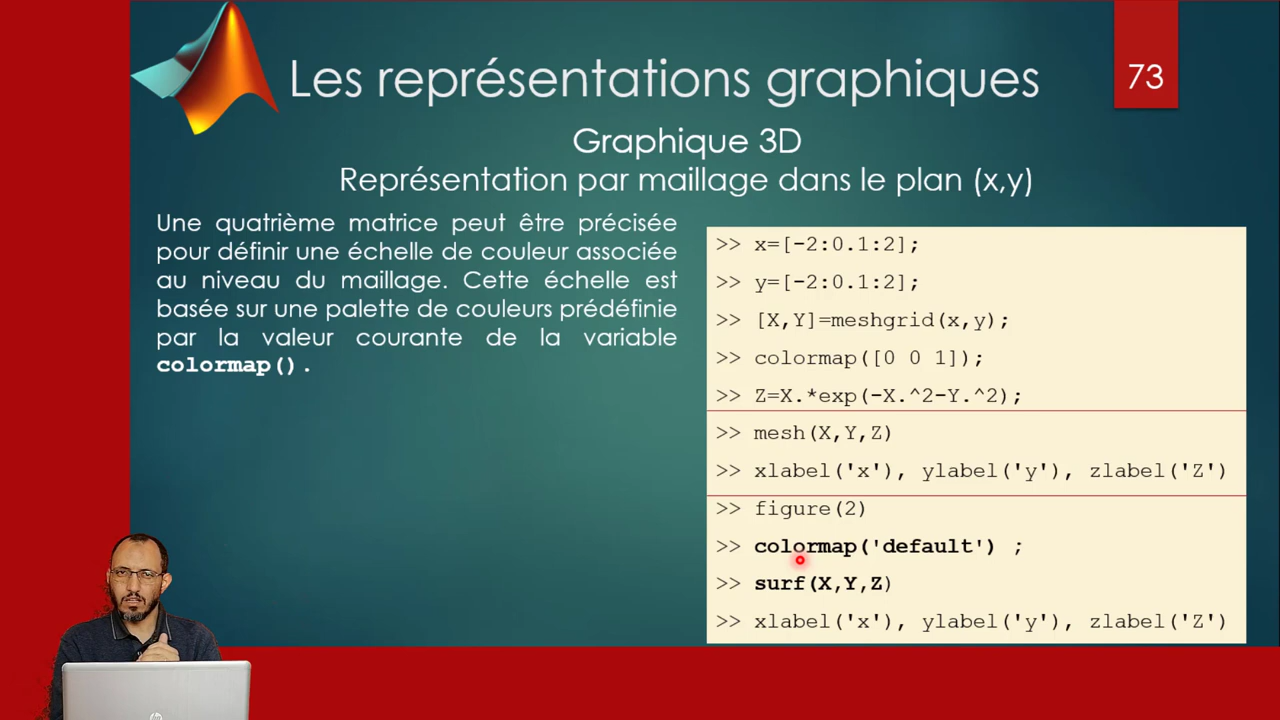 Les représentations graphiques
73
Graphique 3D
Représentation par maillage dans le plan (x,y)
Une quatrième matrice peut être précisée
pour définir une échelle de couleur associée
au niveau du maillage. Cette échelle est
basée sur une palette de couleurs prédéfinie
par la valeur courante de la variable
colormap().
>> x=[-2:0.1:2];
>> y=[-2:0.1:2];
>> [X,Y]=meshgrid(x,y);
>> colormap([0 0 1]);
>> Z=X.*exp(-X.^2-Y.^2);
>> mesh(X,Y,Z)
>> xlabel('x'), ylabel('y'), zlabel('Z')
>> figure(2)
>> colormap('default') ;
>> surf(X,Y,Z)
>> xlabel('x'), ylabel('y'), zlabel('Z')
hp